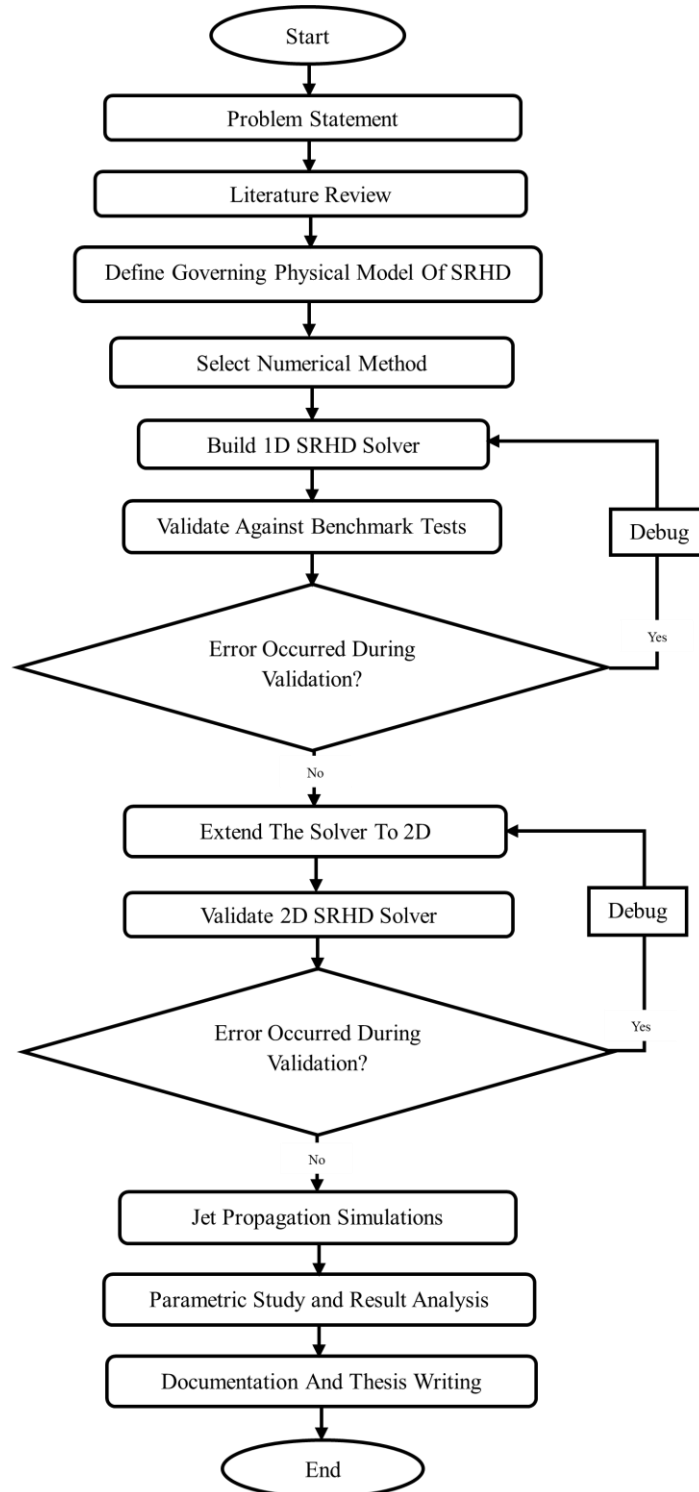 Start
Problem Statement
Literature Review
Define Governing Physical Model Of SRHD
Select Numerical Method
Build 1D SRHD Solver
Validate Against Benchmark Tests
Debug
Yes
Error Occurred During
Validation?
No
Extend The Solver To 2D
Validate 2D SRHD Solver
Debug
Yes
Error Occurred During
Validation?
No
Jet Propagation Simulations
Parametric Study and Result Analysis
Documentation And Thesis Writing
End